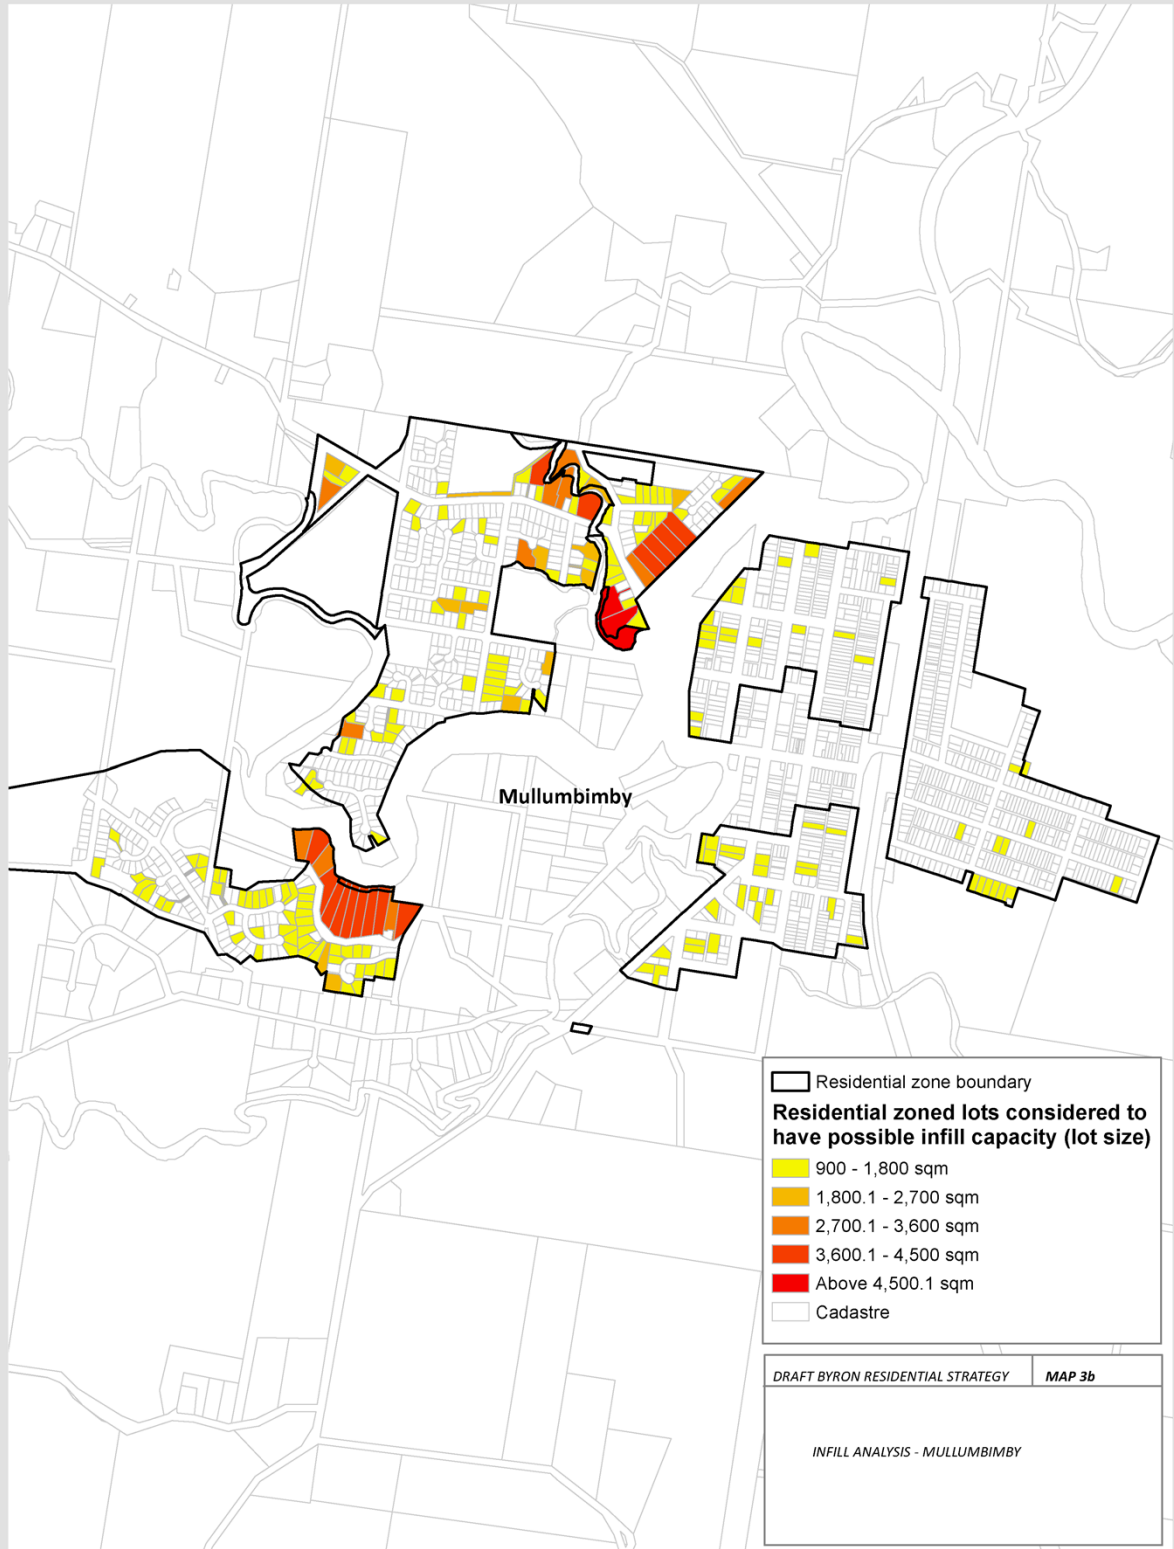 Mullumbimby
Residential zone boundary
Residential zoned lots considered to
have possible infill capacity (lot size)
900 - 1,800 sqm
1,800.1 - 2,700 sqm
2,700.1 - 3,600 sqm
3,600.1 - 4,500 sqm
Above 4,500.1 sqm
Cadastre
DRAFT BYRON RESIDENTIAL STRATEGY
MAP 3b
INFILL ANALYSIS - MULLUMBIMBY